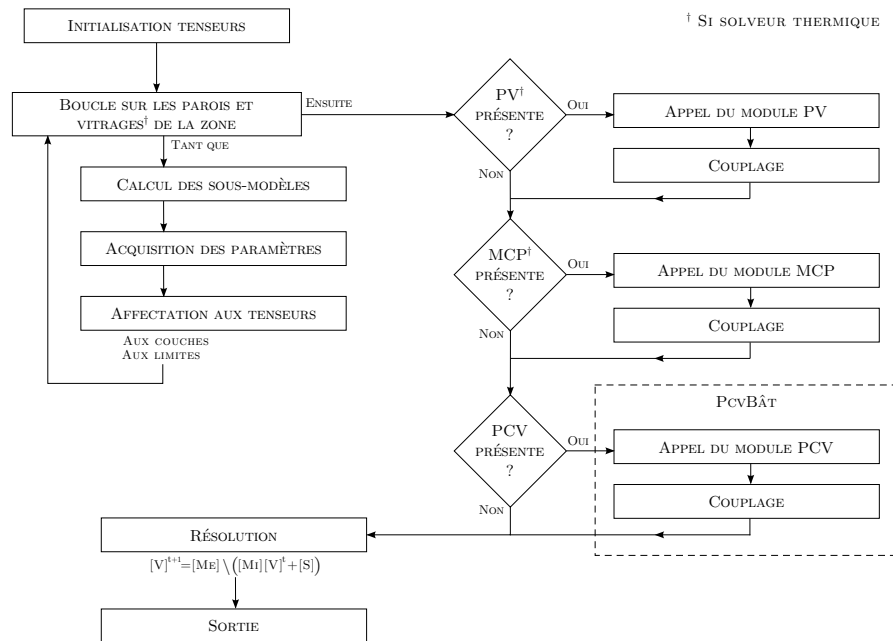 Initialisation tenseurs
† Si solveur thermique
Boucle sur les parois et
vitrages† de la zone
Ensuite
Tant que
Calcul des sous-modèles
Acquisition des paramètres
Affectation aux tenseurs
Aux couches
Aux limites
PV†
présente
?
Oui
Non
Appel du module PV
Couplage
MCP†
présente
?
Oui
Non
Appel du module MCP
Couplage
PcvBât
PCV
présente
?
Oui
Non
Appel du module PCV
Couplage
Résolution
[V]^{t+1}=[Me]\([Mi][V]^t+[S])
Sortie